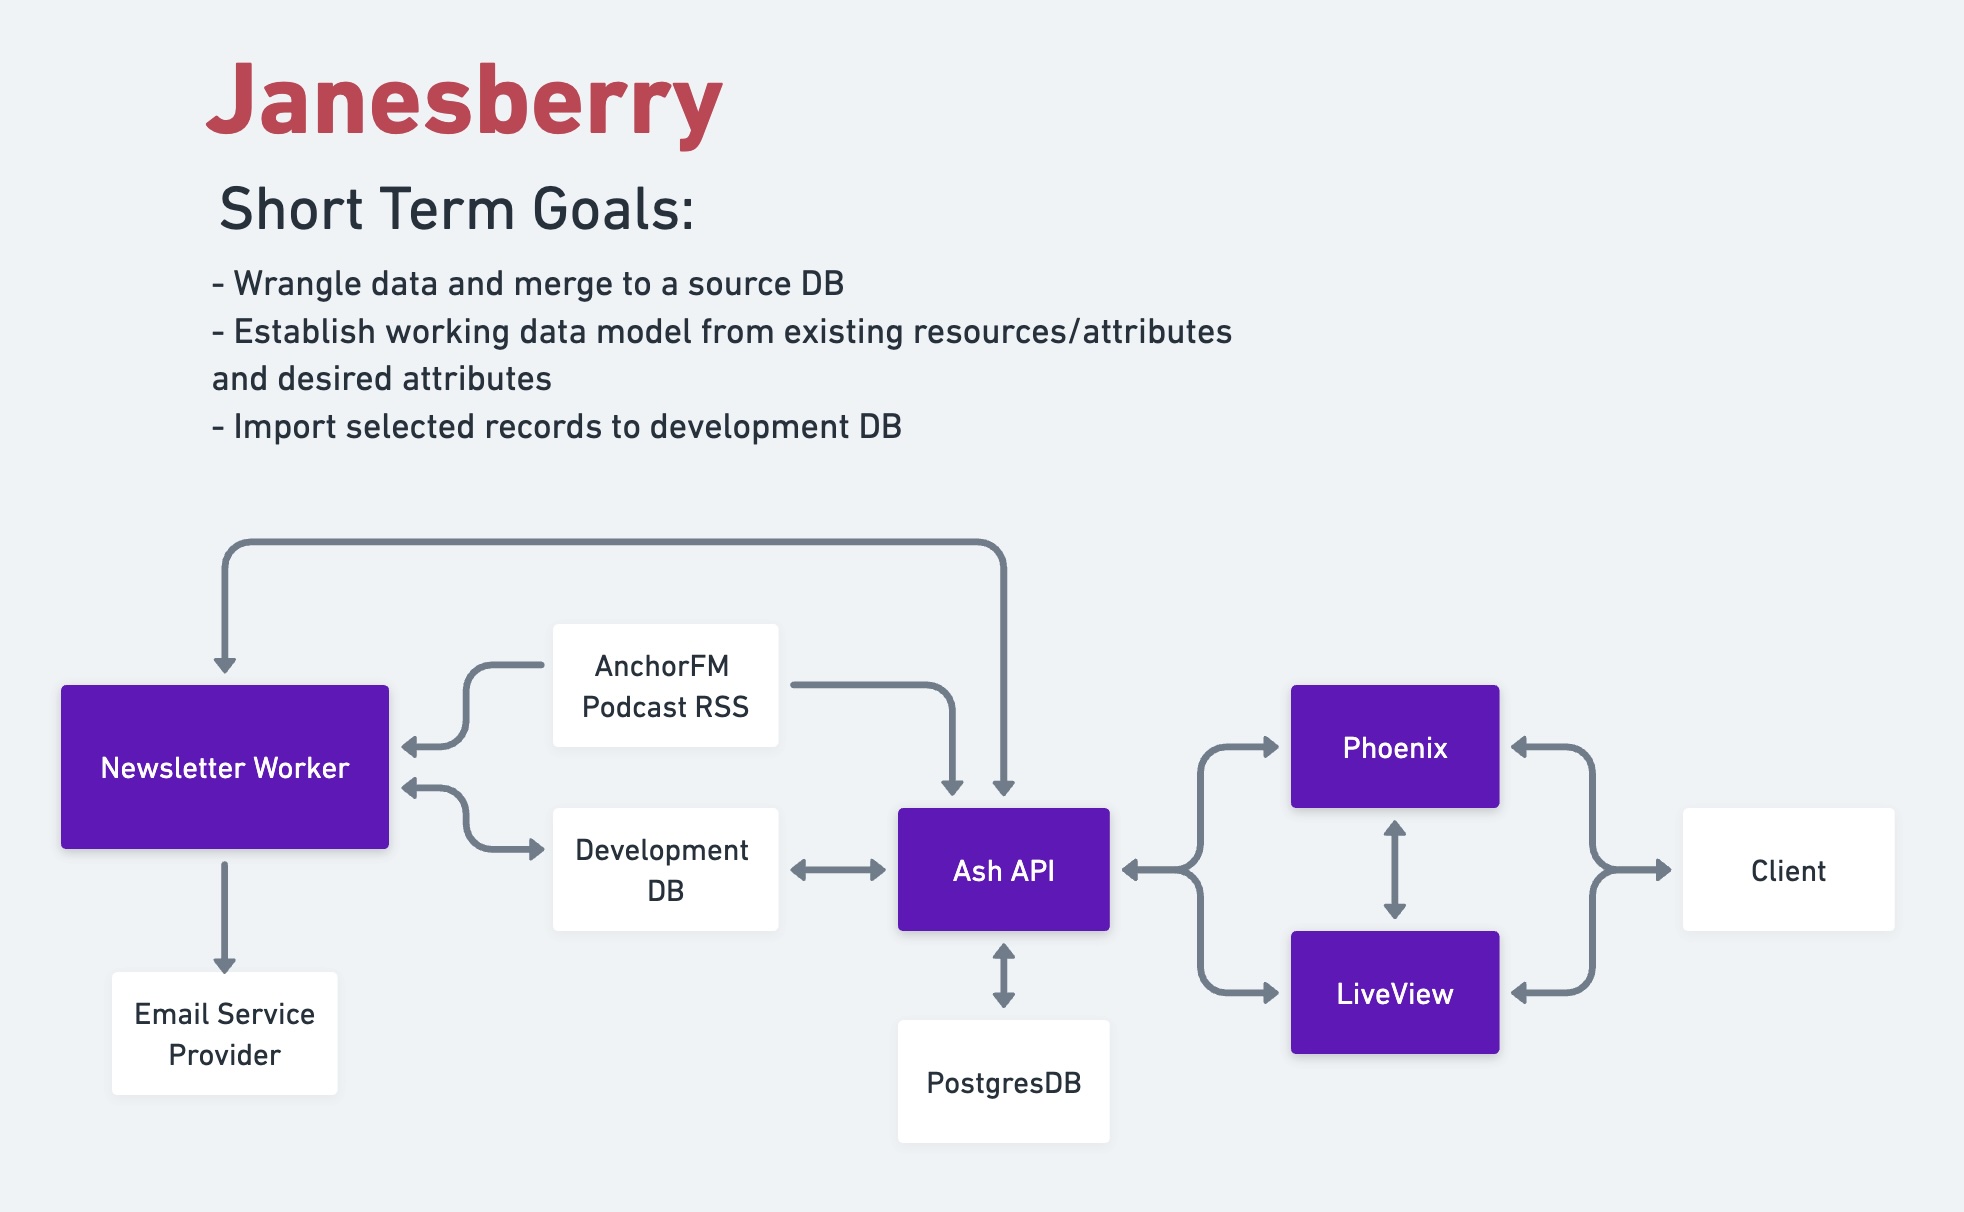 Janesberry
Short Term Goals:
- Wrangle data and merge to a source DB
- Establish working data model from existing resources/attributes
and desired attributes
- Import selected records to development DB
AnchorFM
Podcast RSS
Newsletter Worker
Phoenix
Development
DB
Ash API
Client
LiveView
Email Service
Provider
PostgresDB